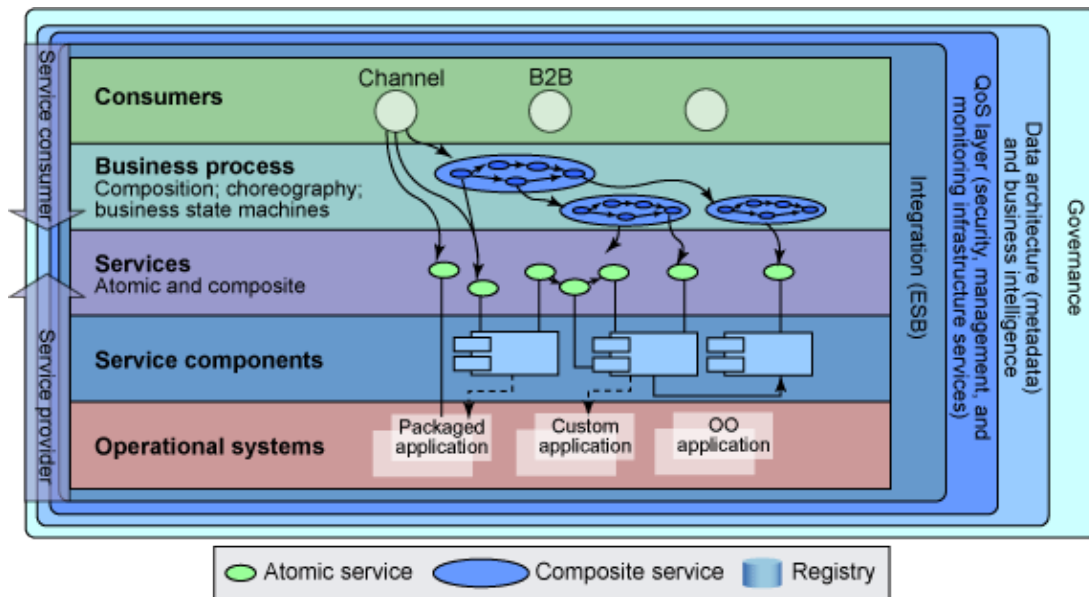 Service consumer
Service provider
Channel
B2B
Consumers
Business process
Composition; choreography;
business state machines
Services
Atomic and composite
Service components
Operational systems
Packaged
application
Custom
application
OO
application
Integration (ESB)
QoS layer (security, management, and
monitoring infrastructure services)
Data architecture (metadada)
and business intelligence
Governance
Atomic service
Composite service
Registry